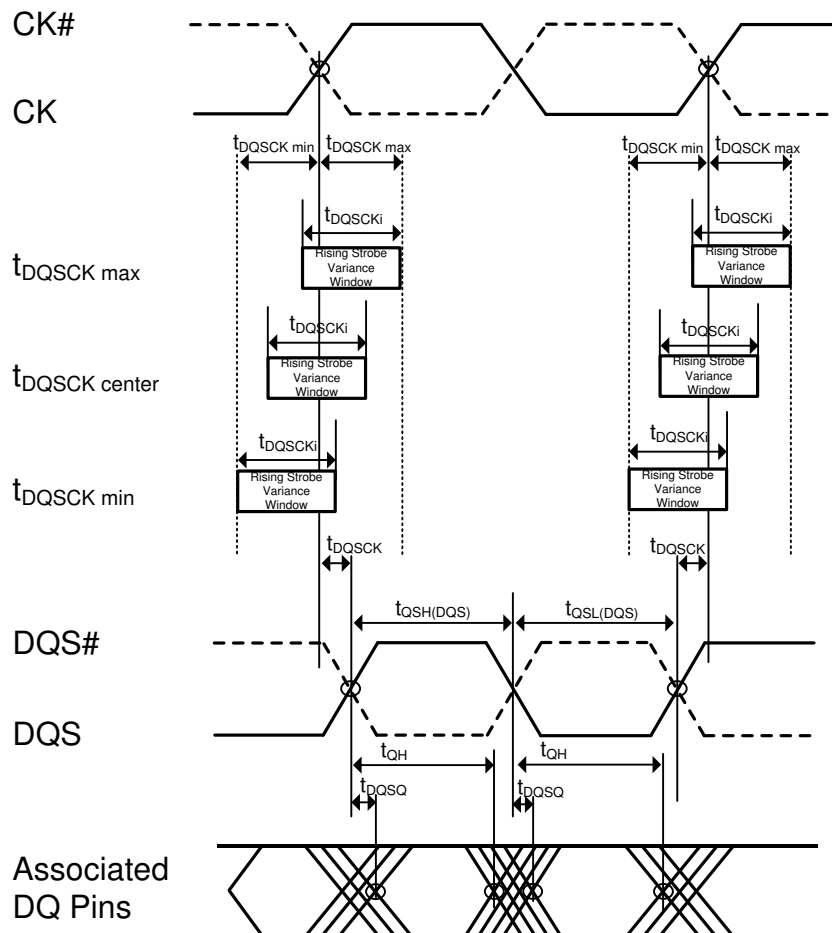 CK#
CK
tDQSCK min
tDQSCK max
tDQSCK min
tDQSCK max
tDQSCKi
tDQSCKi
tDQSCK max
Rising Strobe
Variance
Window
Rising Strobe
Variance
Window
tDQSCKi
tDQSCKi
tDQSCK center
Rising Strobe
Variance
Window
Rising Strobe
Variance
Window
tDQSCKi
tDQSCKi
tDQSCK min
Rising Strobe
Variance
Window
Rising Strobe
Variance
Window
tDQSCK
tDQSCK
tQSH(DQS)
tQSL(DQS)
DQS#
DQS
tQH
tQH
tDQSQ
tDQSQ
Associated
DQ Pins